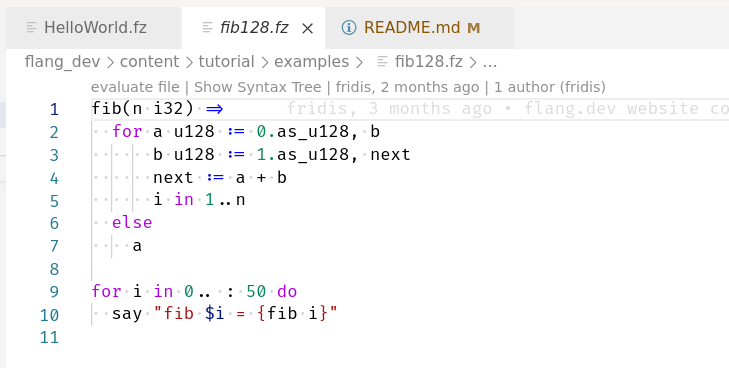 HelloWorld.fz fib128.fz README.md M
flang_dev > content > tutorial > examples > fib128.fz > ...
evaluate file | Show Syntax Tree | fridis, 2 months ago | 1 author (fridis)
1 fib(n i32) => fridis, 3 months ago • flang.dev website co
2 for a u128 := 0.as_u128, b
3 b u128 := 1.as_u128, next
4 next := a + b
5 i in 1..n
6 else
7 a
8
9 for i in 0.. : 50 do
10 say "fib $i = {fib i}"
11